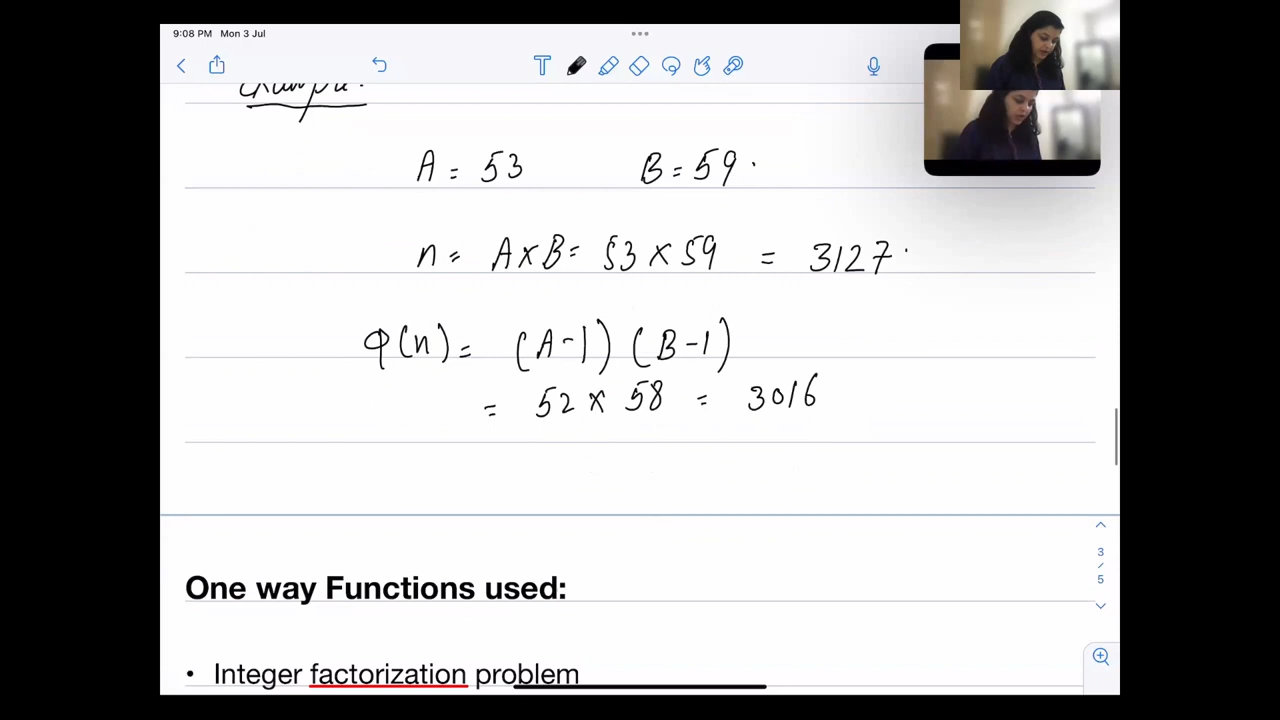 9:08 PM Mon 3 Jul
Example:
A = 53 B = 59.
n = A×B = 53 × 59 = 3127.
φ(n) = (A-1) (B-1)
= 52 × 58 = 3016
3
/
5
One way Functions used:
• Integer factorization problem